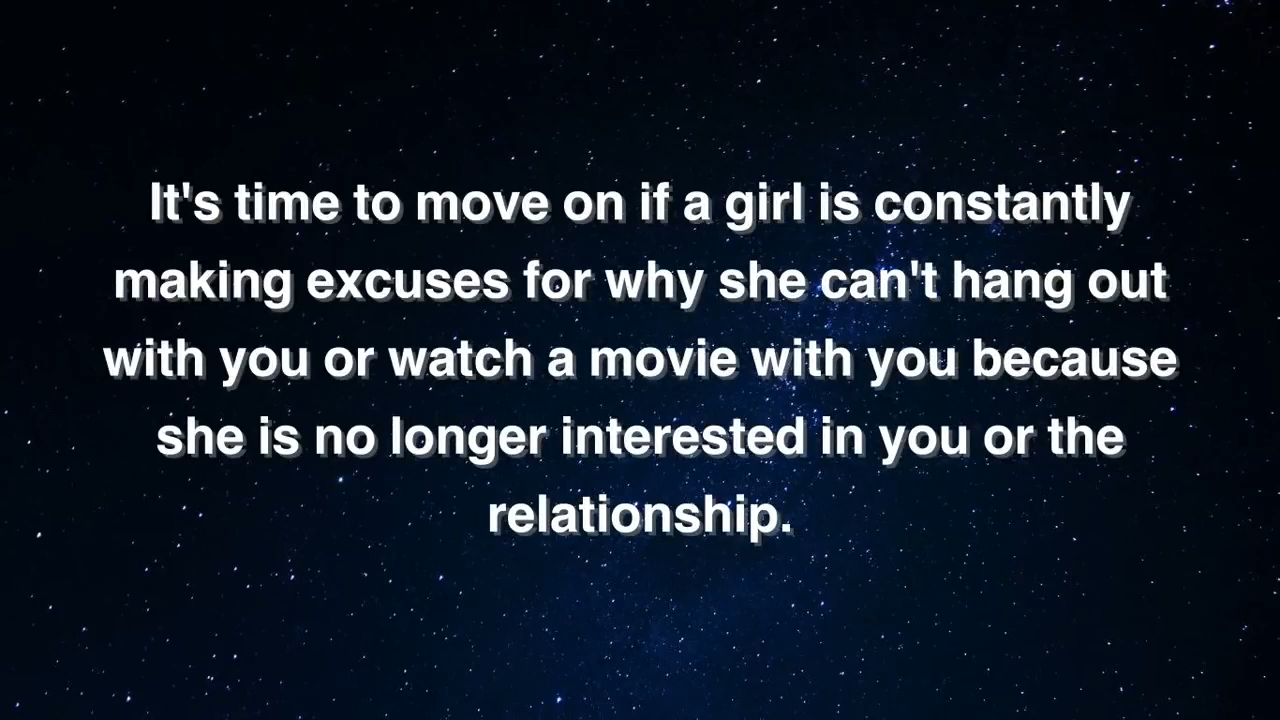 It's time to move on if a girl is constantly
making excuses for why she can't hang out
with you or watch a movie with you because
she is no longer interested in you or the
relationship.